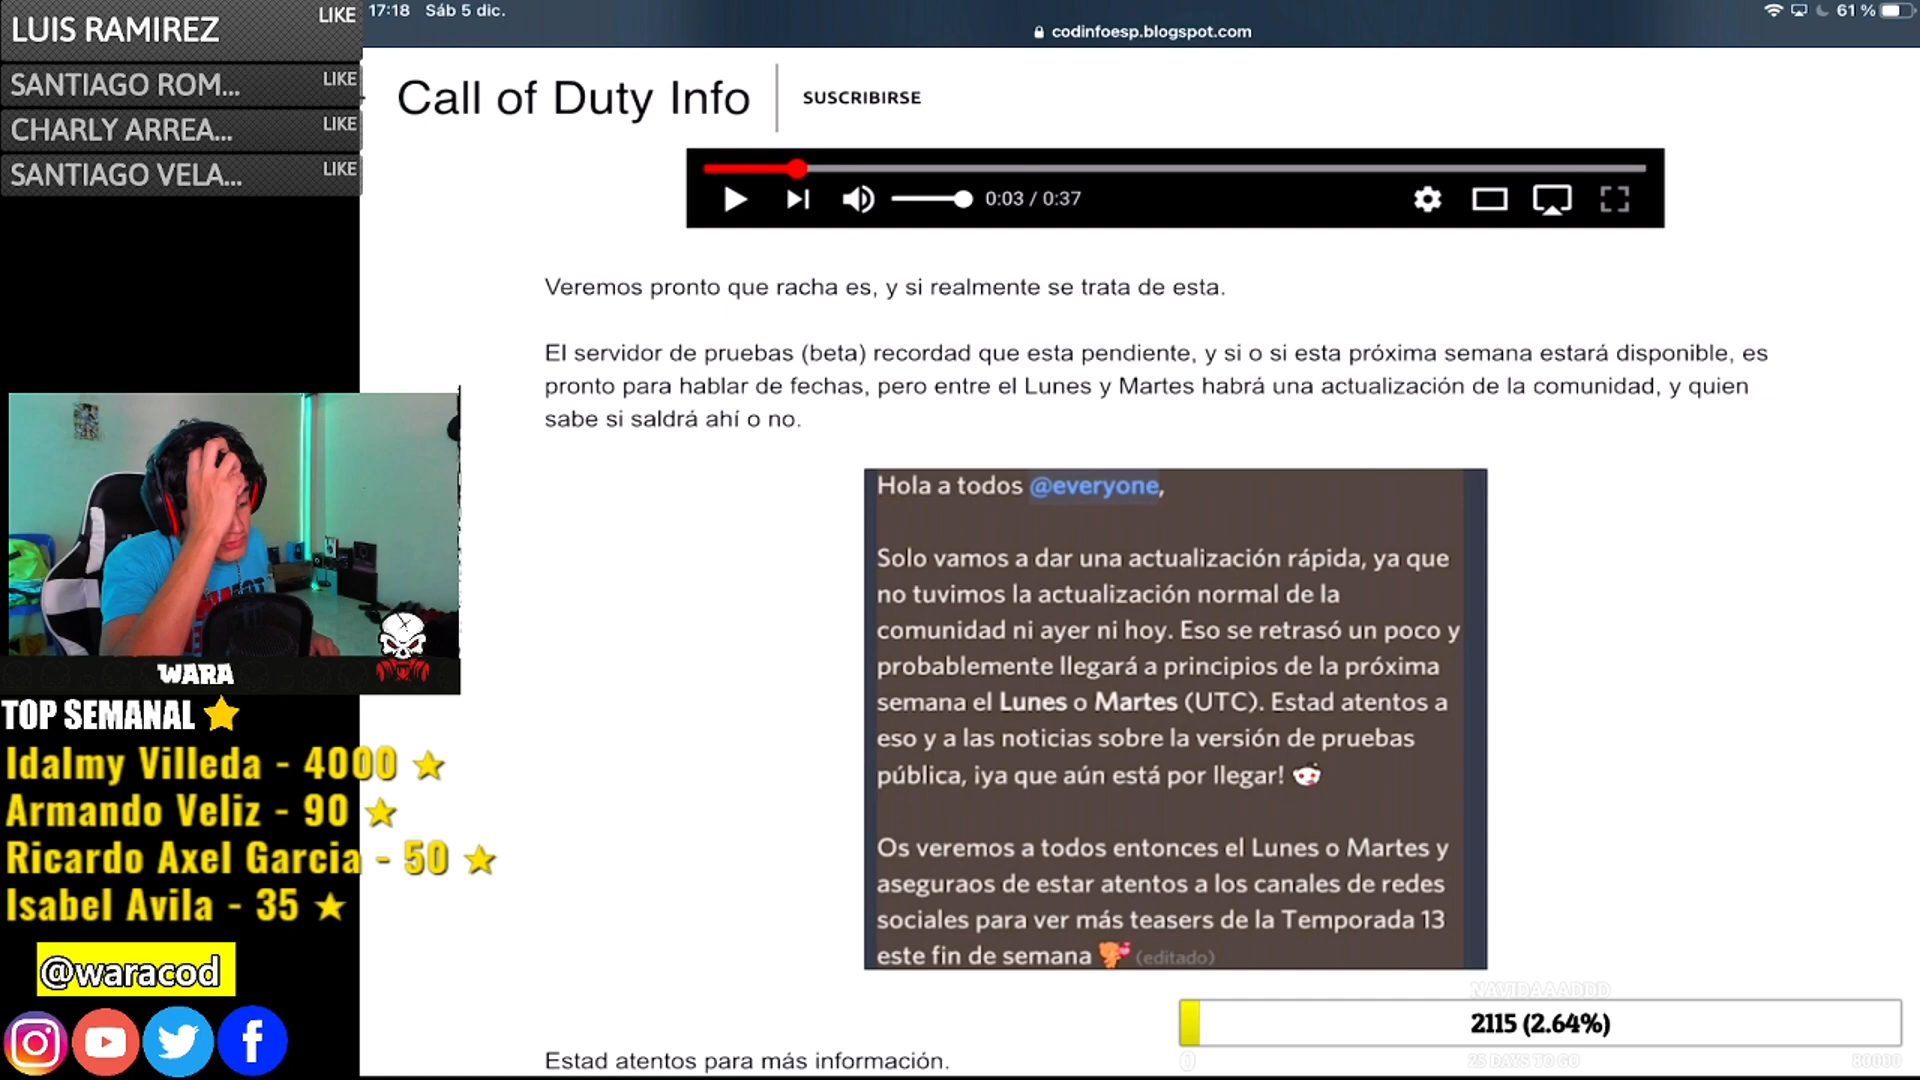 LUIS RAMIREZ LIKE
SANTIAGO ROM... LIKE
CHARLY ARREA... LIKE
SANTIAGO VELA... LIKE
17:18 Sáb 5 dic.
61 %
codinfoesp.blogspot.com
Call of Duty Info
SUSCRIBIRSE
0:03 / 0:37
Veremos pronto que racha es, y si realmente se trata de esta.
El servidor de pruebas (beta) recordad que esta pendiente, y si o si esta próxima semana estará disponible, es
pronto para hablar de fechas, pero entre el Lunes y Martes habrá una actualización de la comunidad, y quien
sabe si saldrá ahí o no.
Hola a todos @everyone,
Solo vamos a dar una actualización rápida, ya que
no tuvimos la actualización normal de la
comunidad ni ayer ni hoy. Eso se retrasó un poco y
probablemente llegará a principios de la próxima
semana el Lunes o Martes (UTC). Estad atentos a
eso y a las noticias sobre la versión de pruebas
pública, ¡ya que aún está por llegar!
Os veremos a todos entonces el Lunes o Martes y
aseguraos de estar atentos a los canales de redes
sociales para ver más teasers de la Temporada 13
este fin de semana (editado)
Estad atentos para más información.
WARA
TOP SEMANAL
Idalmy Villeda - 4000
Armando Veliz - 90
Ricardo Axel Garcia - 50
Isabel Avila - 35
@waracod
NAVIDAAADDD
2115 (2.64%)
0 25 DAYS TO GO 80000